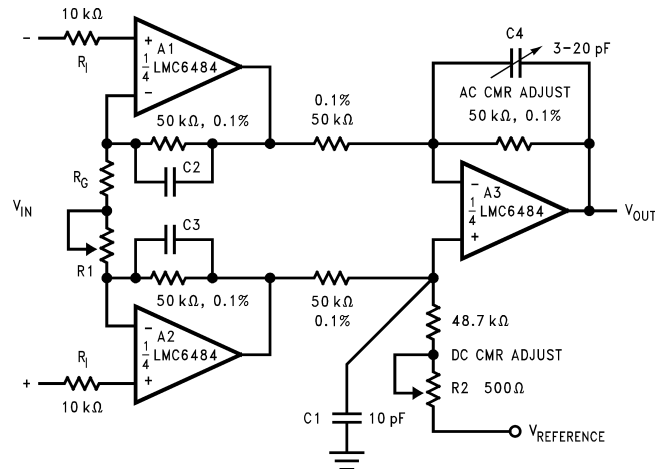 10 kΩ
−
R_I
+
A1
1/4 LMC6484
−
50 kΩ, 0.1%
C2
0.1%
50 kΩ
C4
3–20 pF
AC CMR ADJUST
50 kΩ, 0.1%
R_G
V_IN
R1
−
A3
1/4 LMC6484
+
V_OUT
C3
50 kΩ, 0.1%
50 kΩ
0.1%
−
A2
1/4 LMC6484
+
R_I
+
10 kΩ
48.7 kΩ
DC CMR ADJUST
R2 500Ω
C1
10 pF
V_REFERENCE